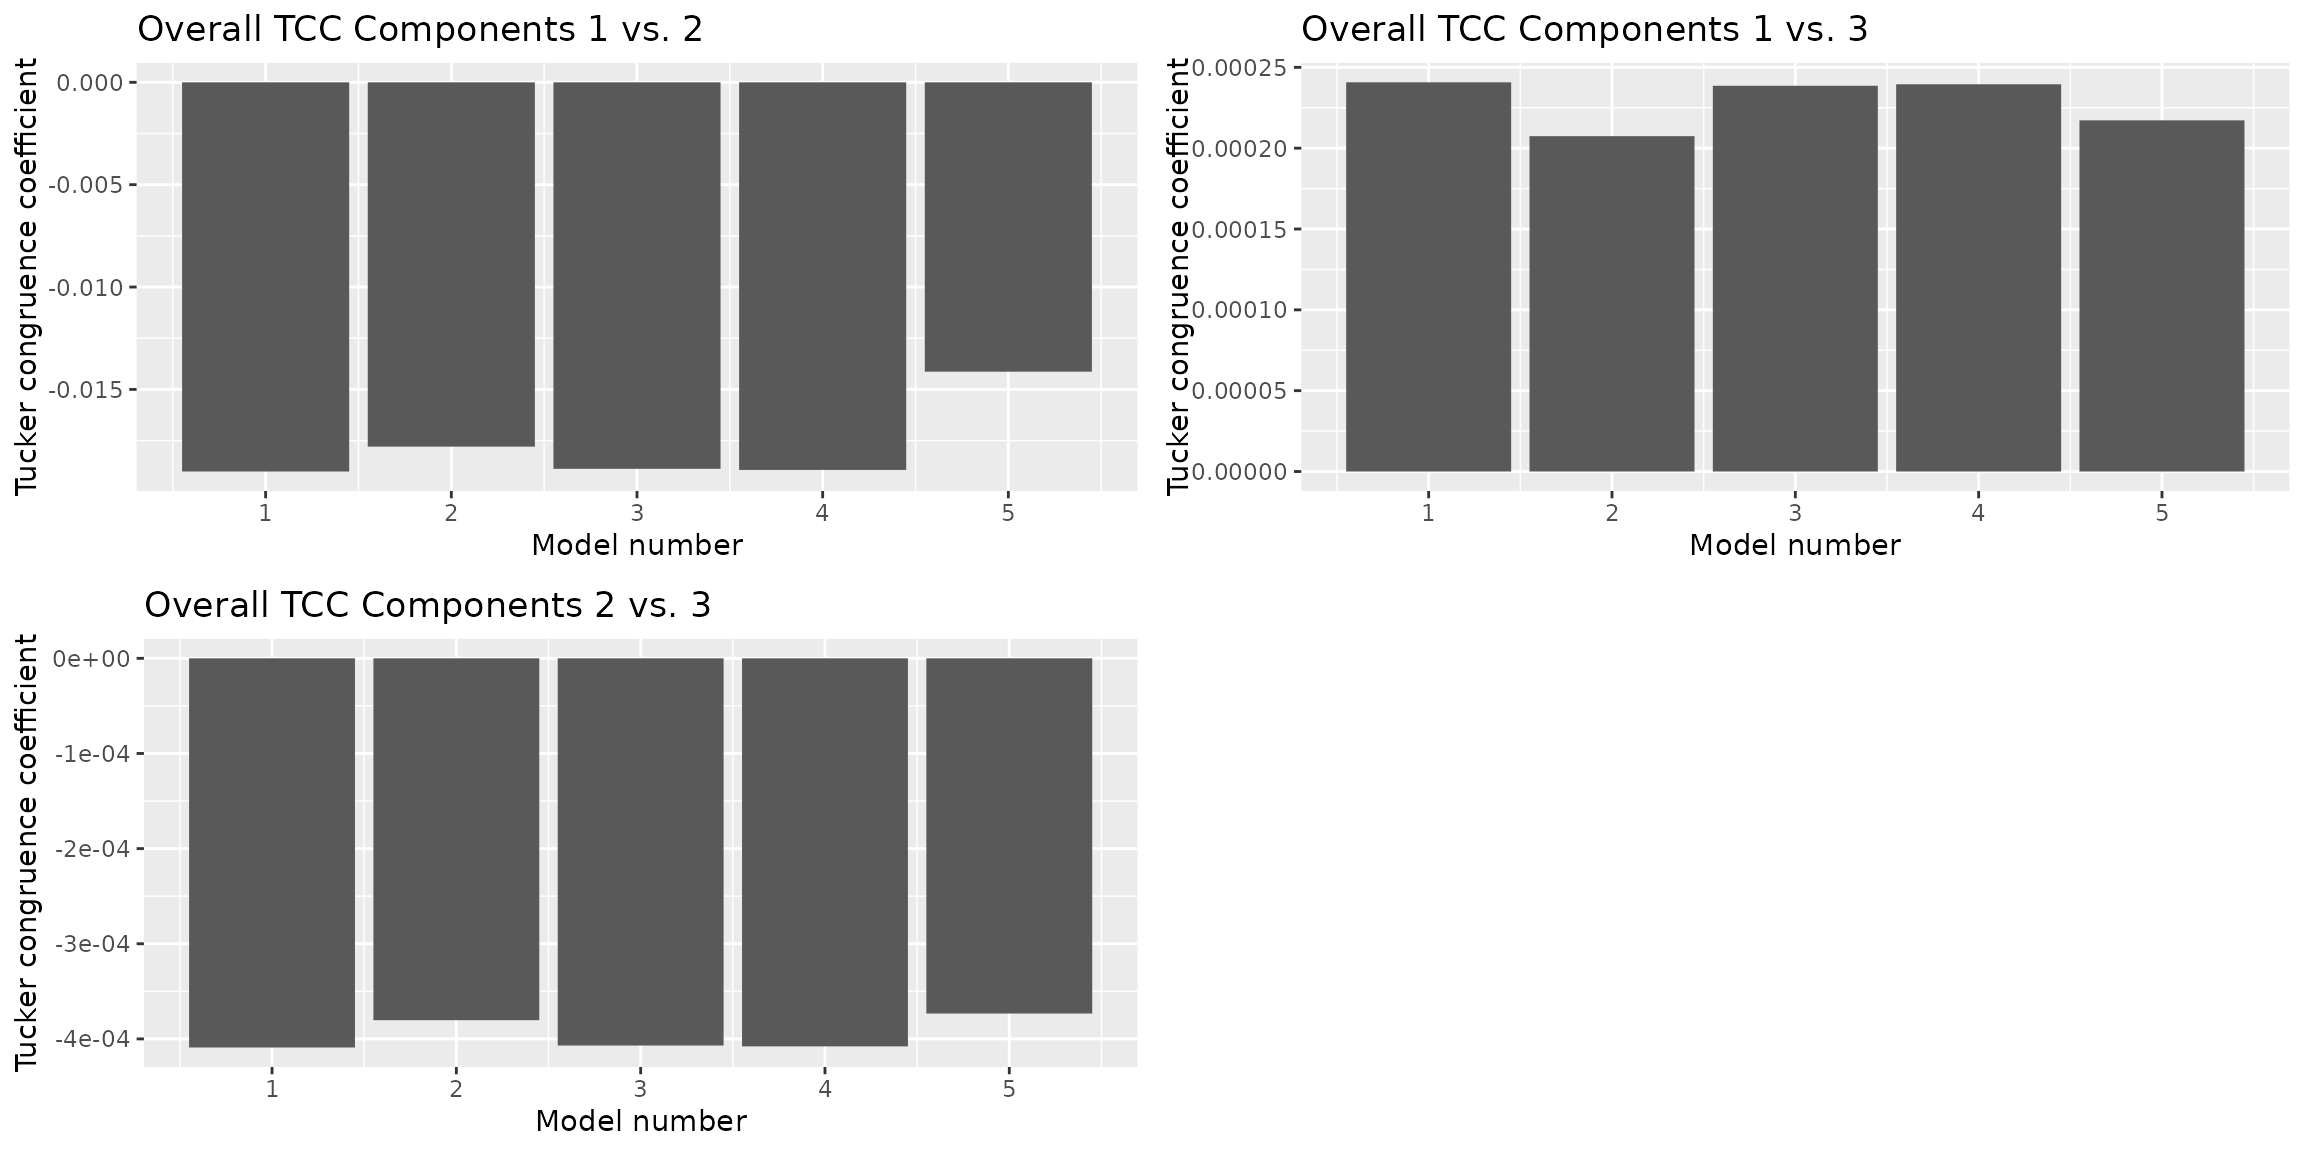 Overall TCC Components 1 vs. 2
Tucker congruence coefficient
0.000
-0.005
-0.010
-0.015
1 2 3 4 5
Model number
Overall TCC Components 1 vs. 3
Tucker congruence coefficient
0.00025
0.00020
0.00015
0.00010
0.00005
0.00000
1 2 3 4 5
Model number
Overall TCC Components 2 vs. 3
Tucker congruence coefficient
0e+00
-1e-04
-2e-04
-3e-04
-4e-04
1 2 3 4 5
Model number